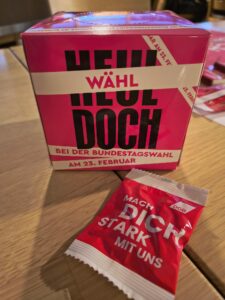 HEUL
WÄHL
DOCH
BEI DER BUNDESTAGSWAHL
AM 23. FEBRUAR
MACH
DICH
STARK
MIT UNS